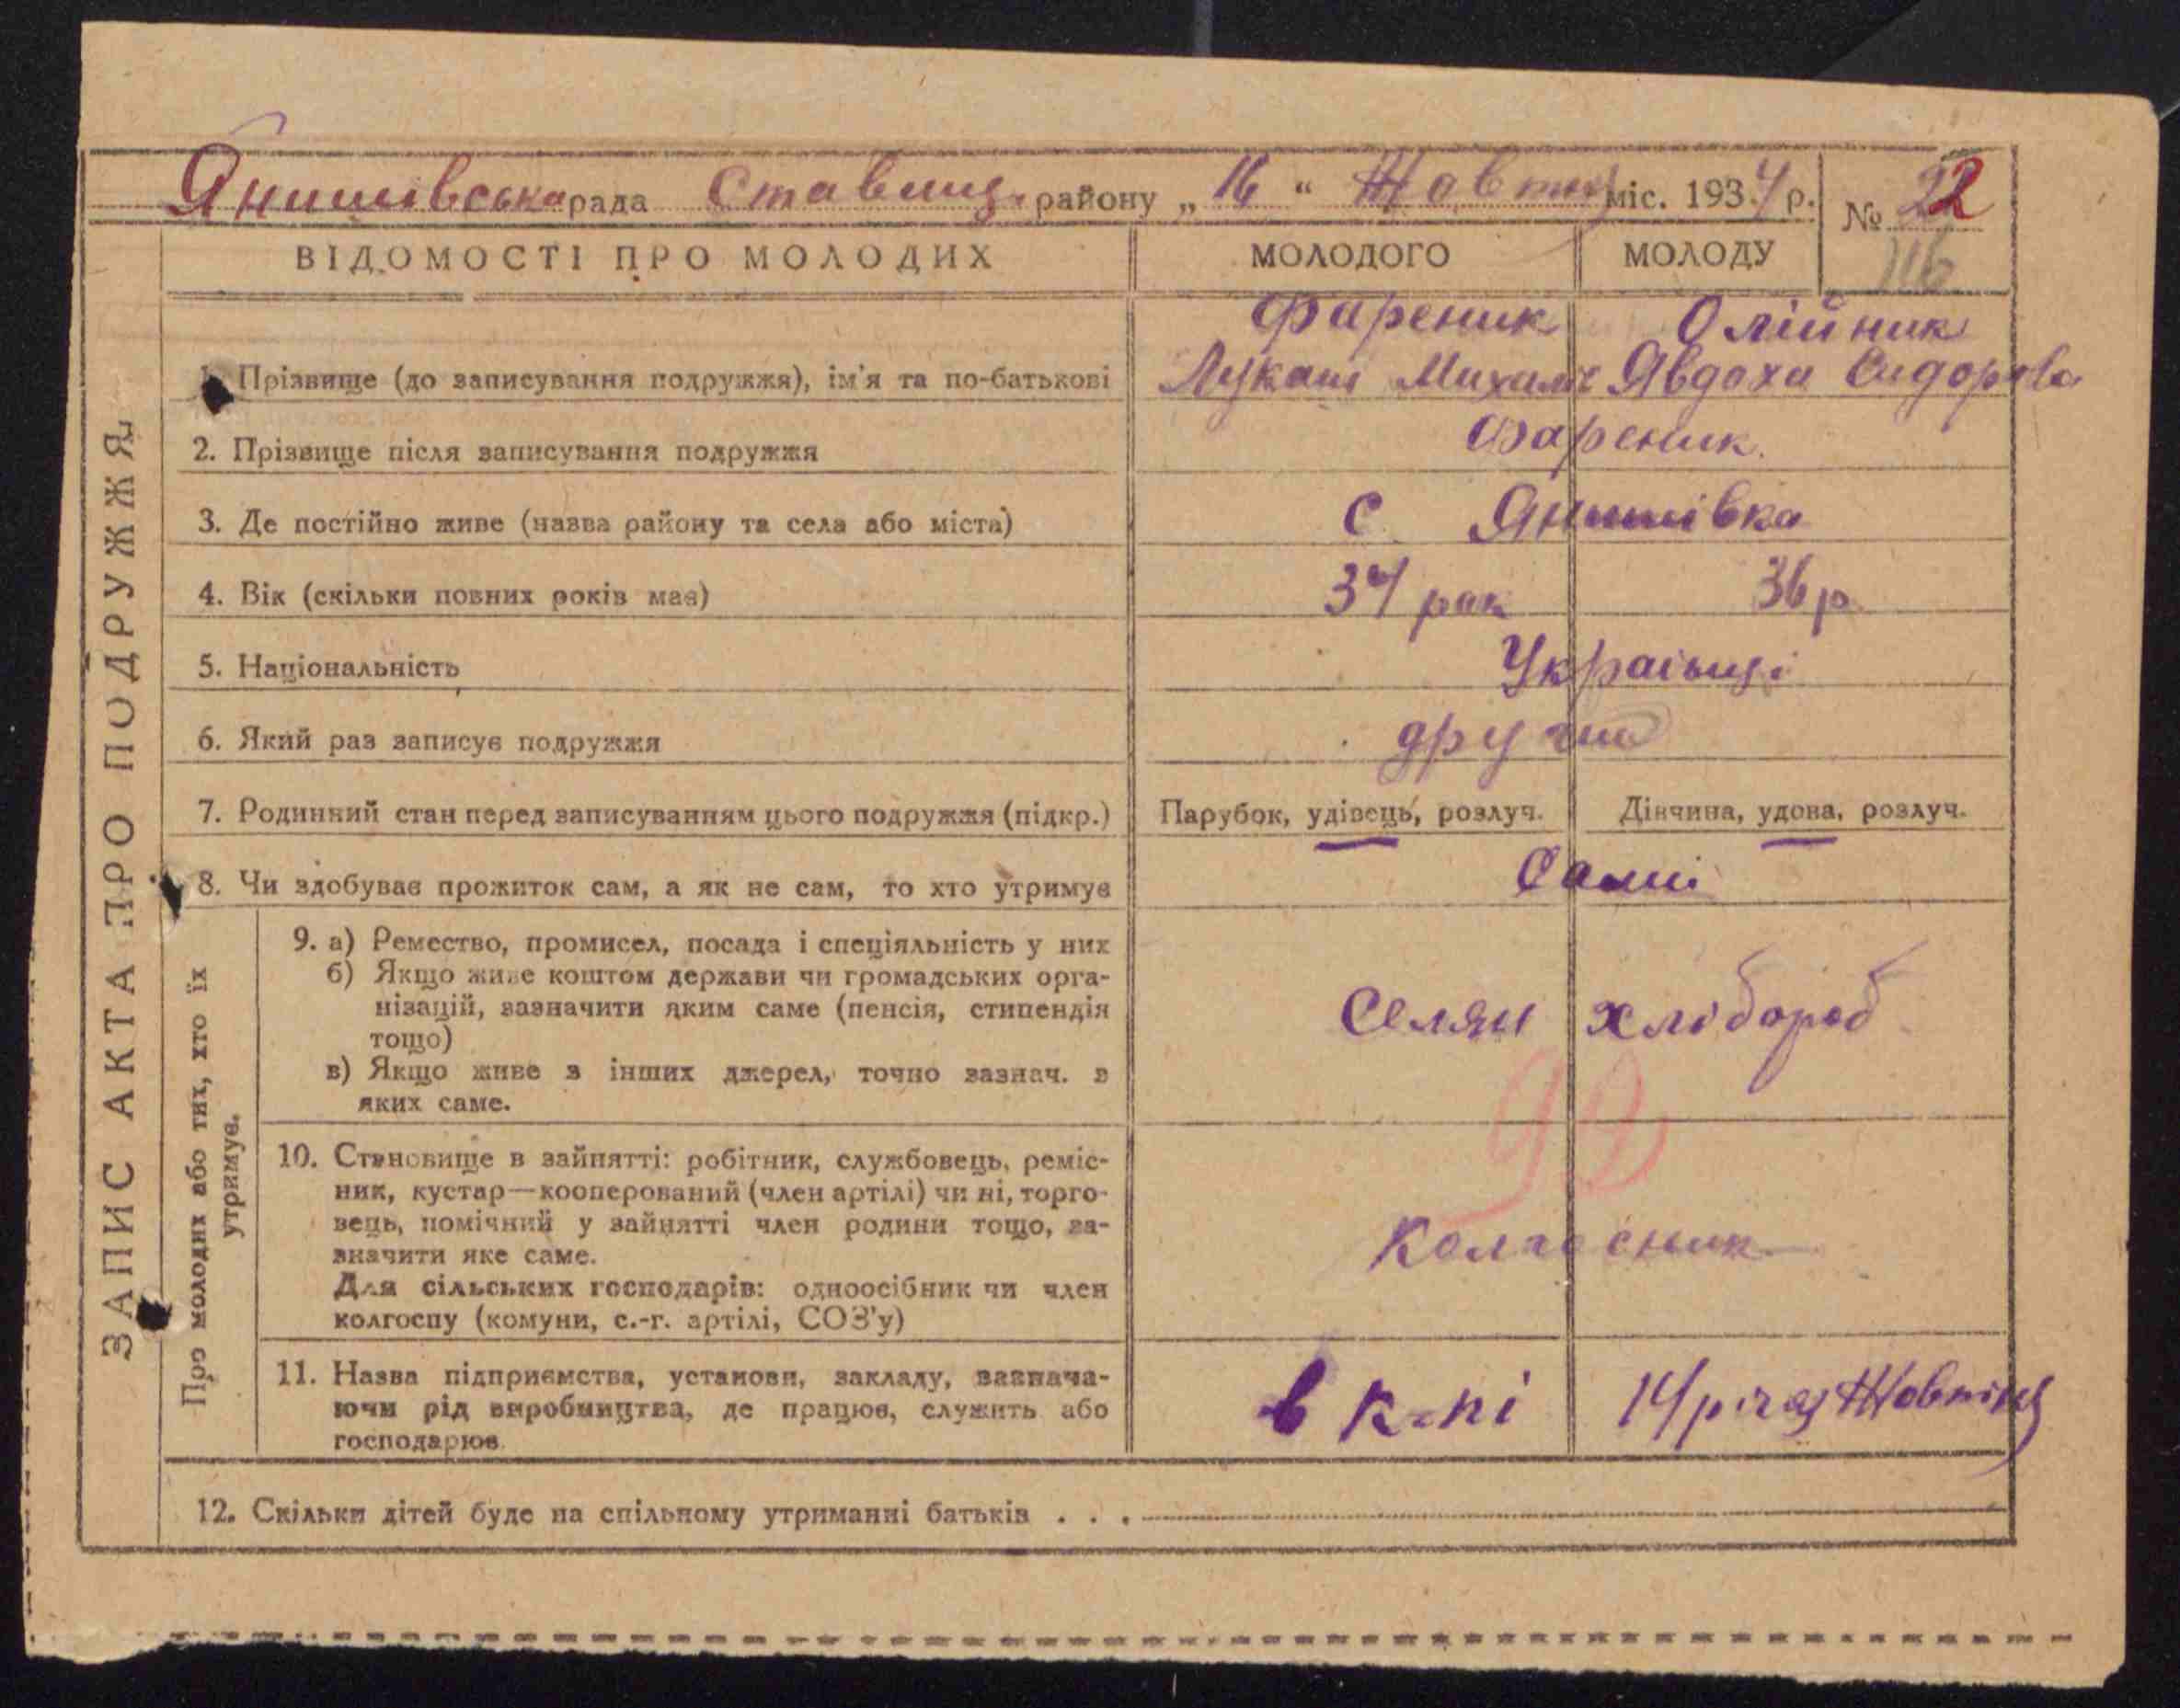 Янишівська рада Ставищ. району „16“ Жовтня міс. 1934 р. № 22
116
ВІДОМОСТІ ПРО МОЛОДИХ МОЛОДОГО МОЛОДУ
Фареник Олійник
1. Прізвище (до записування подружжя), ім'я та по-батькові Лукаш Михалк Явдоха Сидорова
2. Прізвище після записування подружжя Фареник.
3. Де постійно живе (назва району та села або міста) с. Янишівка
4. Вік (скільки повних років має) 34 рок 36 р.
5. Національність Українці
6. Який раз записує подружжя
7. Родинний стан перед записуванням цього подружжя (підкр.) Парубок, удівець, розлуч. Дівчина, удова, розлуч.
8. Чи здобуває прожиток сам, а як не сам, то хто утримує Самі
9. а) Ремество, промисел, посада і спеціяльність у них
б) Якщо живе коштом держави чи громадських орга-
нізацій, зазначити яким саме (пенсія, стипендія
тощо)
в) Якщо живе з інших джерел, точно зазнач. з
яких саме.
Селян хлібороб
92
10. Становище в зайнятті: робітник, службовець, реміс-
ник, кустар—кооперований (член артілі) чи ні, торго-
вець, помічний у зайнятті член родини тощо, за-
значити яке саме.
Для сільських господарів: одноосібник чи член
колгоспу (комуни, с.-г. артілі, СОЗ'у)
Колгосник
11. Назва підприємства, установи, закладу, зазнача-
ючи рід виробництва, де працює, служить або
господарює.
в к-пі 14 річя Жовтня
12. Скільки дітей буде на спільному утриманні батьків . . .
ЗАПИС АКТА ПРО ПОДРУЖЖЯ
Про молодих або тих, хто їх
утримує.